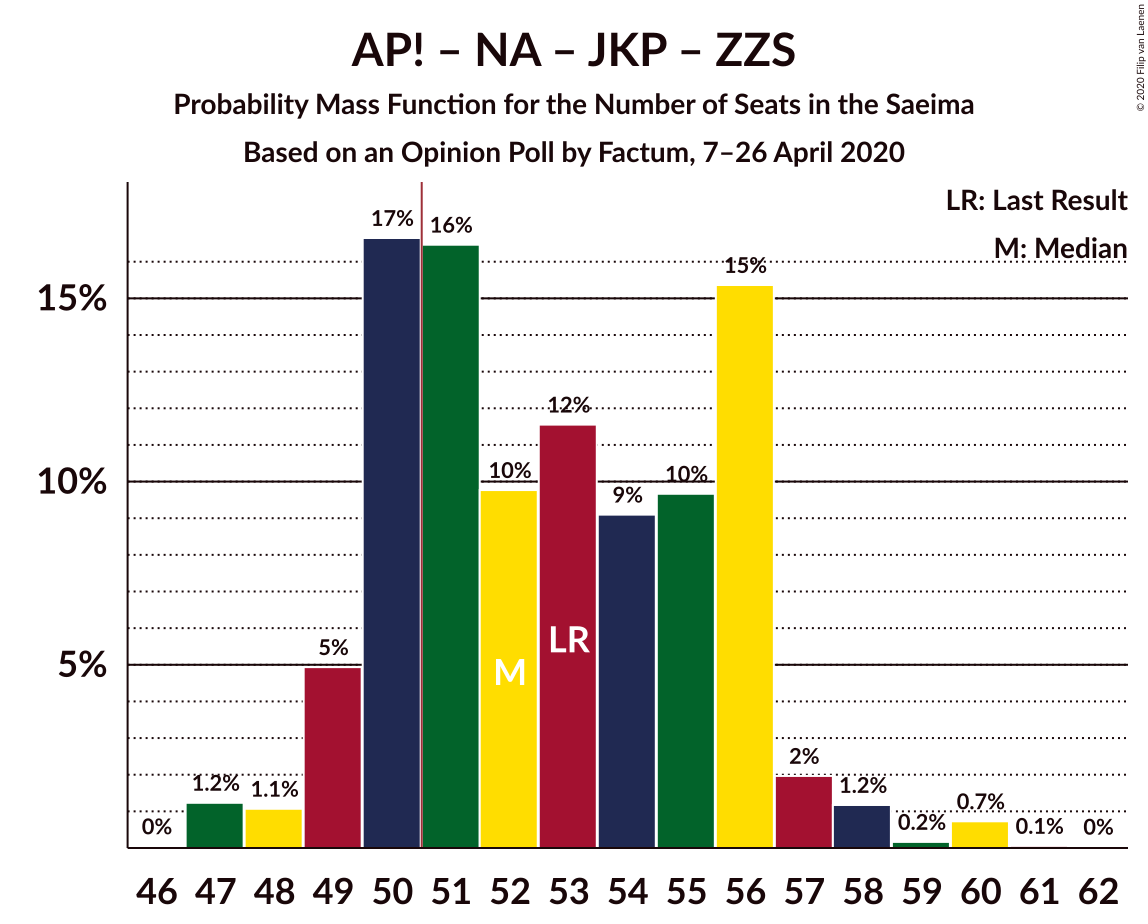 AP! – NA – JKP – ZZS
Probability Mass Function for the Number of Seats in the Saeima
Based on an Opinion Poll by Factum, 7–26 April 2020
© 2020 Filip van Laenen
LR: Last Result
M: Median
15%
10%
5%
0%
1.2%
1.1%
5%
17%
16%
10%
12%
9%
10%
15%
2%
1.2%
0.2%
0.7%
0.1%
0%
M
LR
46 47 48 49 50 51 52 53 54 55 56 57 58 59 60 61 62